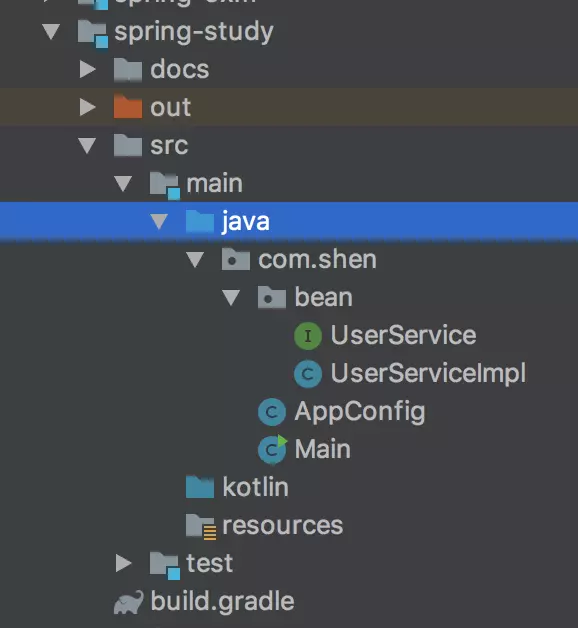 spring-study
docs
out
src
main
java
com.shen
bean
I UserService
C UserServiceImpl
C AppConfig
C Main
kotlin
resources
test
build.gradle